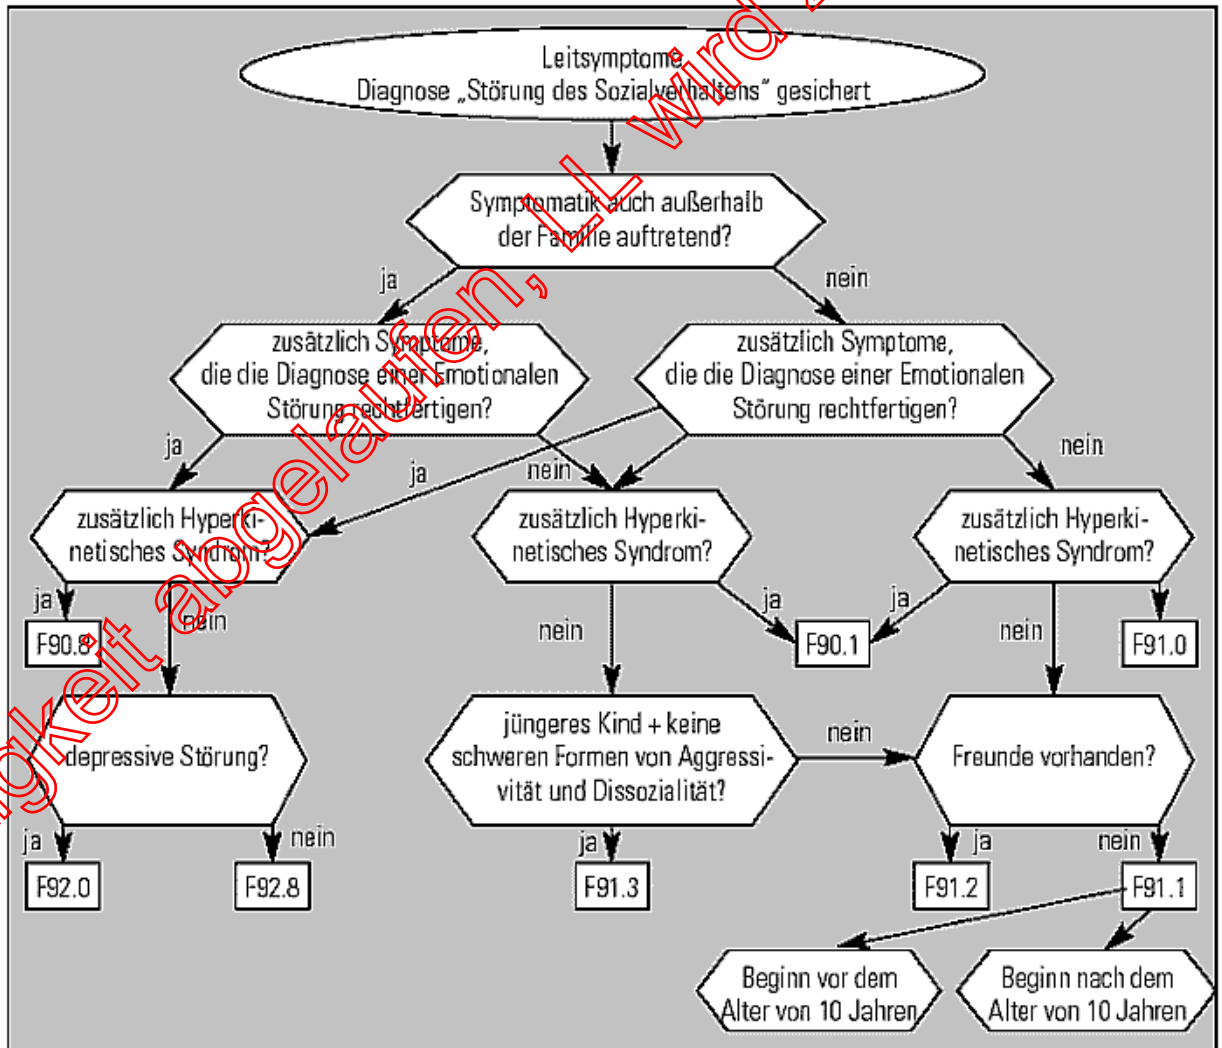 Leitsymptome
Diagnose „Störung des Sozialverhaltens“ gesichert
Symptomatik auch außerhalb
der Familie auftretend?
ja
nein
zusätzlich Symptome,
die die Diagnose einer Emotionalen
Störung rechtfertigen?
zusätzlich Symptome,
die die Diagnose einer Emotionalen
Störung rechtfertigen?
ja
ja
nein
nein
zusätzlich Hyperki-
netisches Syndrom?
zusätzlich Hyperki-
netisches Syndrom?
zusätzlich Hyperki-
netisches Syndrom?
ja
nein
nein
ja
ja
nein
F90.8
F90.1
F91.0
depressive Störung?
jüngeres Kind + keine
schweren Formen von Aggressi-
vität und Dissozialität?
nein
Freunde vorhanden?
ja
nein
ja
ja
nein
F92.0
F92.8
F91.3
F91.2
F91.1
Beginn vor dem
Alter von 10 Jahren
Beginn nach dem
Alter von 10 Jahren
abgelaufen, LL wird